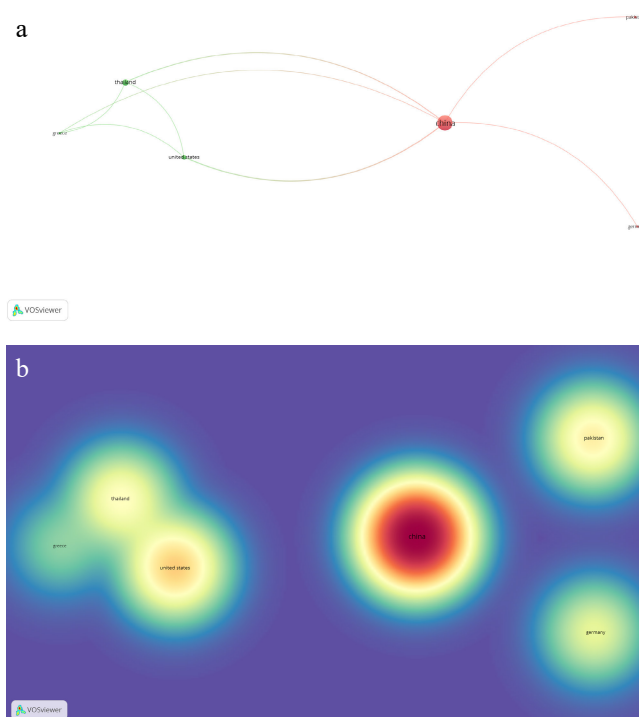 a
thailand
greece
united states
china
VOSviewer
b
thailand
greece
united states
china
pakistan
germany
VOSviewer